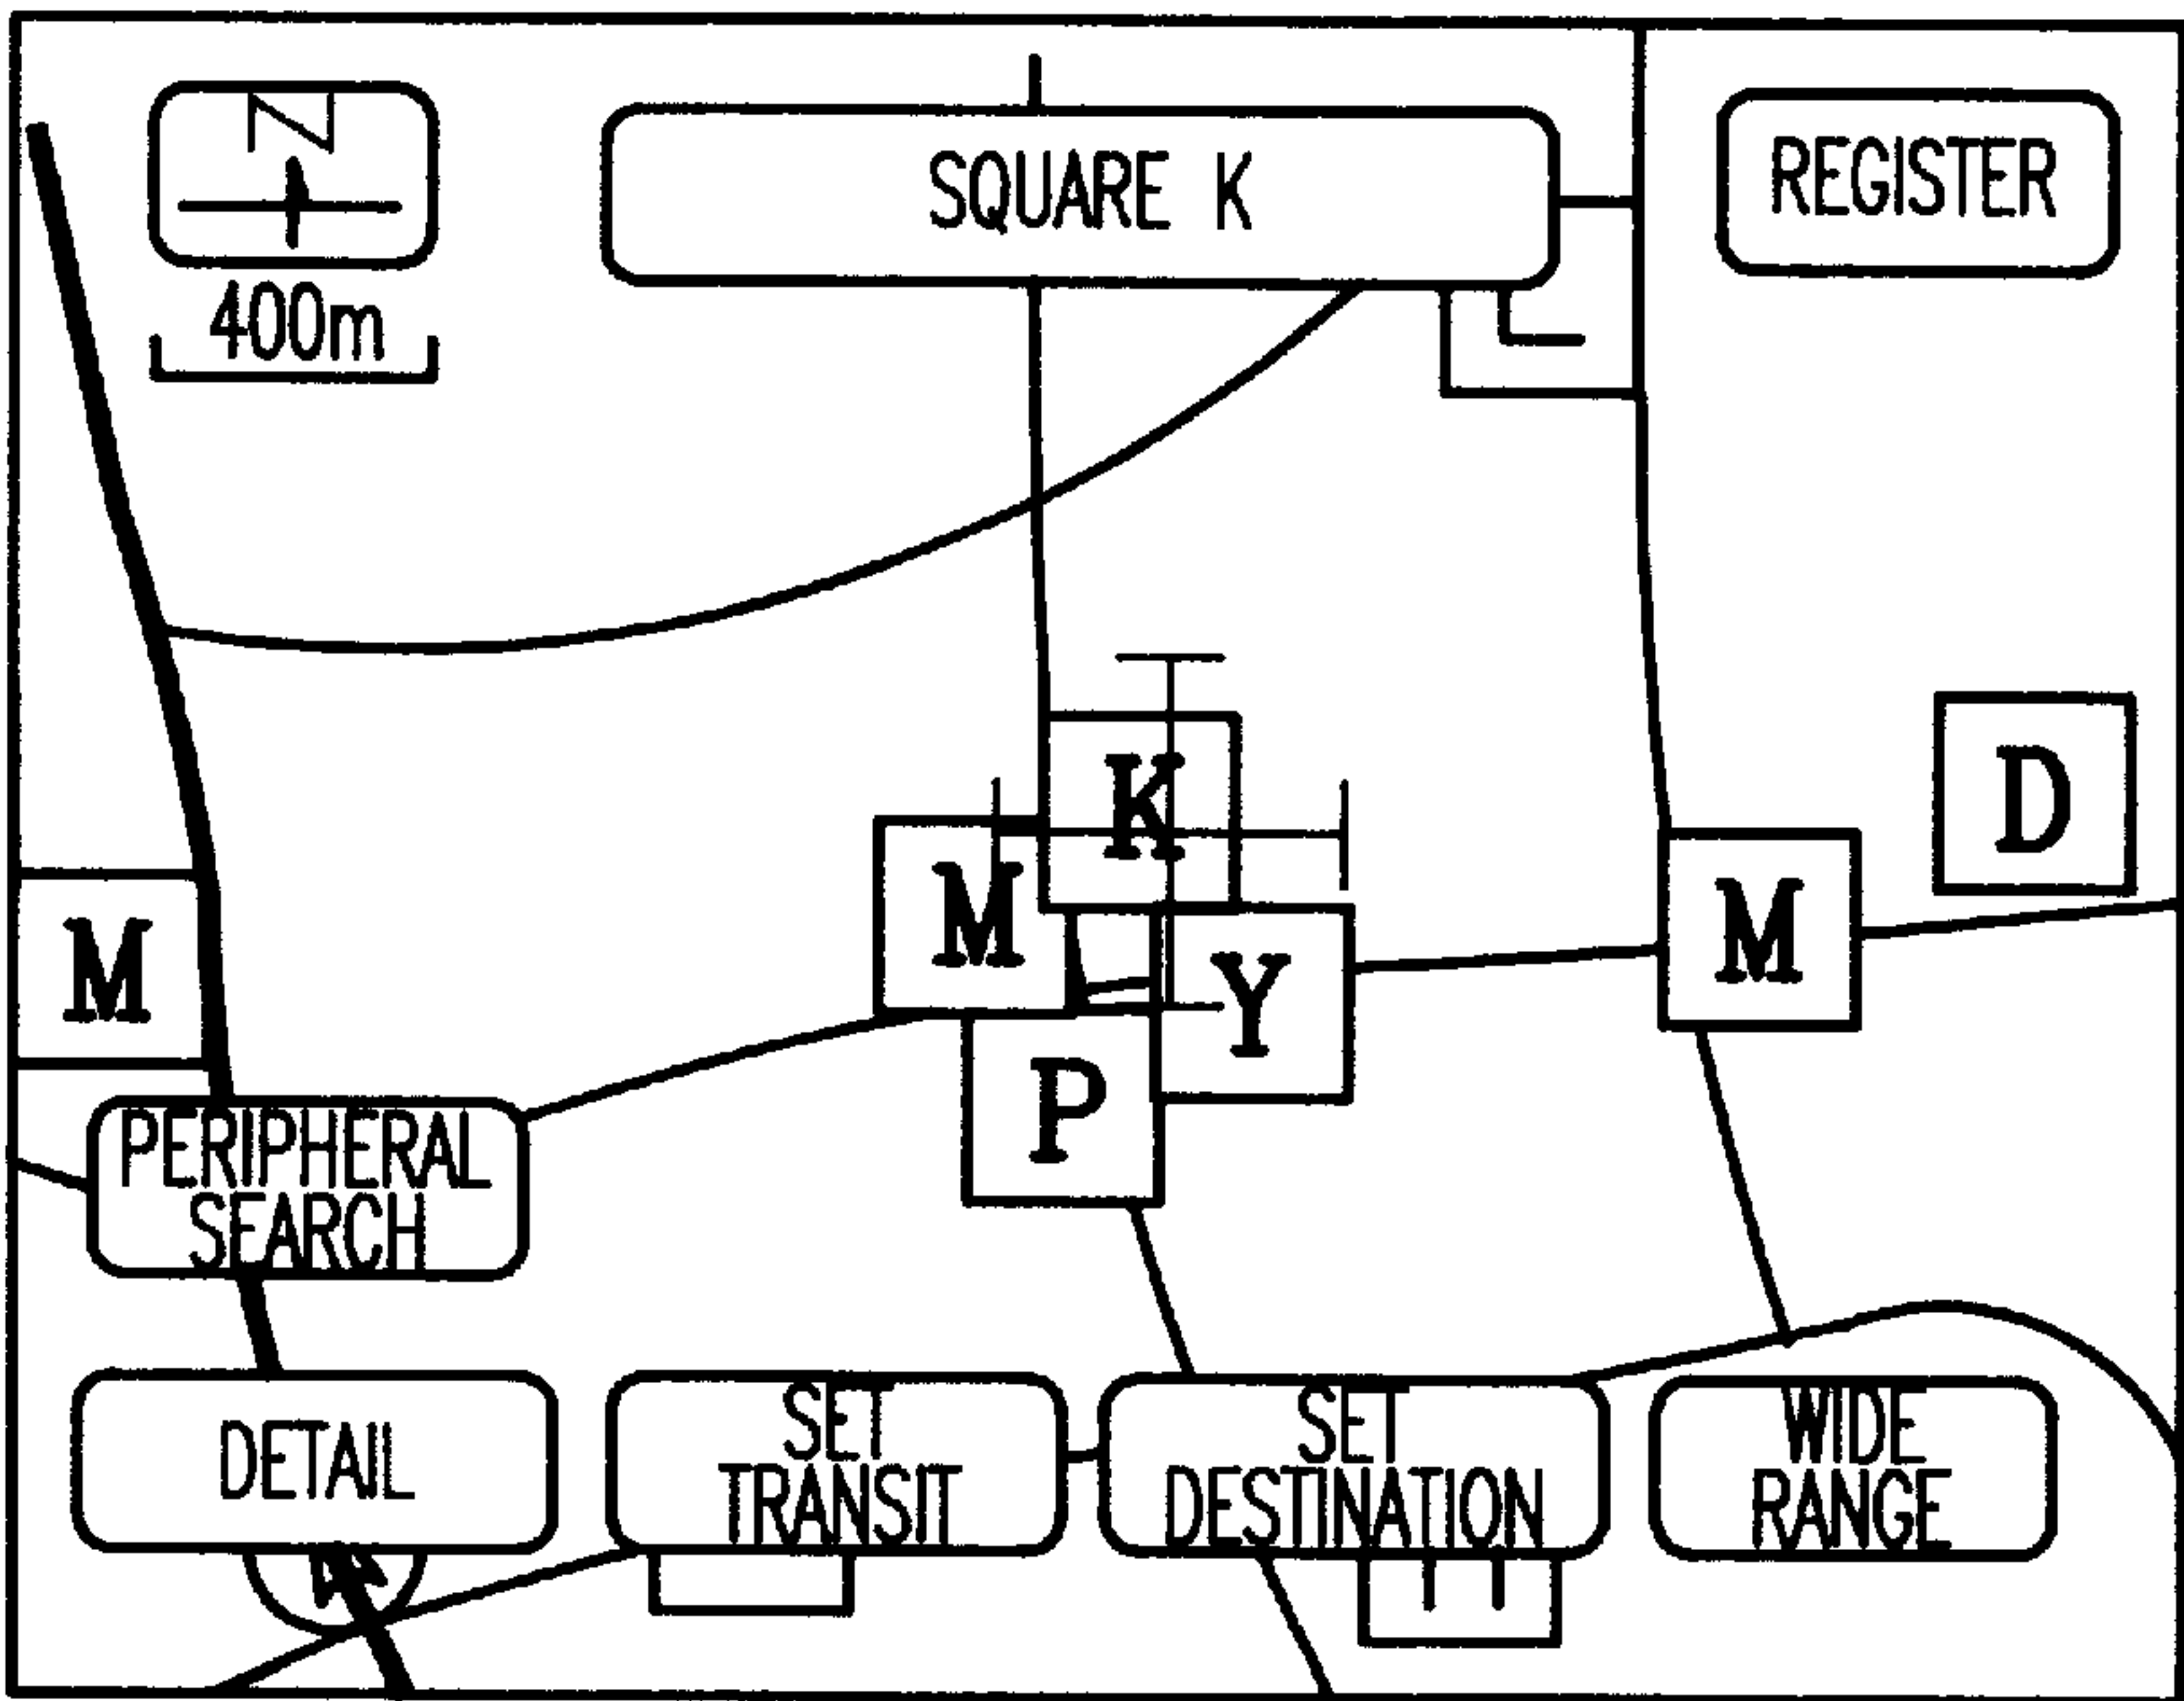 N
SQUARE K
REGISTER
400m
K
D
M
M
M
Y
P
PERIPHERAL
SEARCH
DETAIL
SET
TRANSIT
SET
DESTINATION
WIDE
RANGE